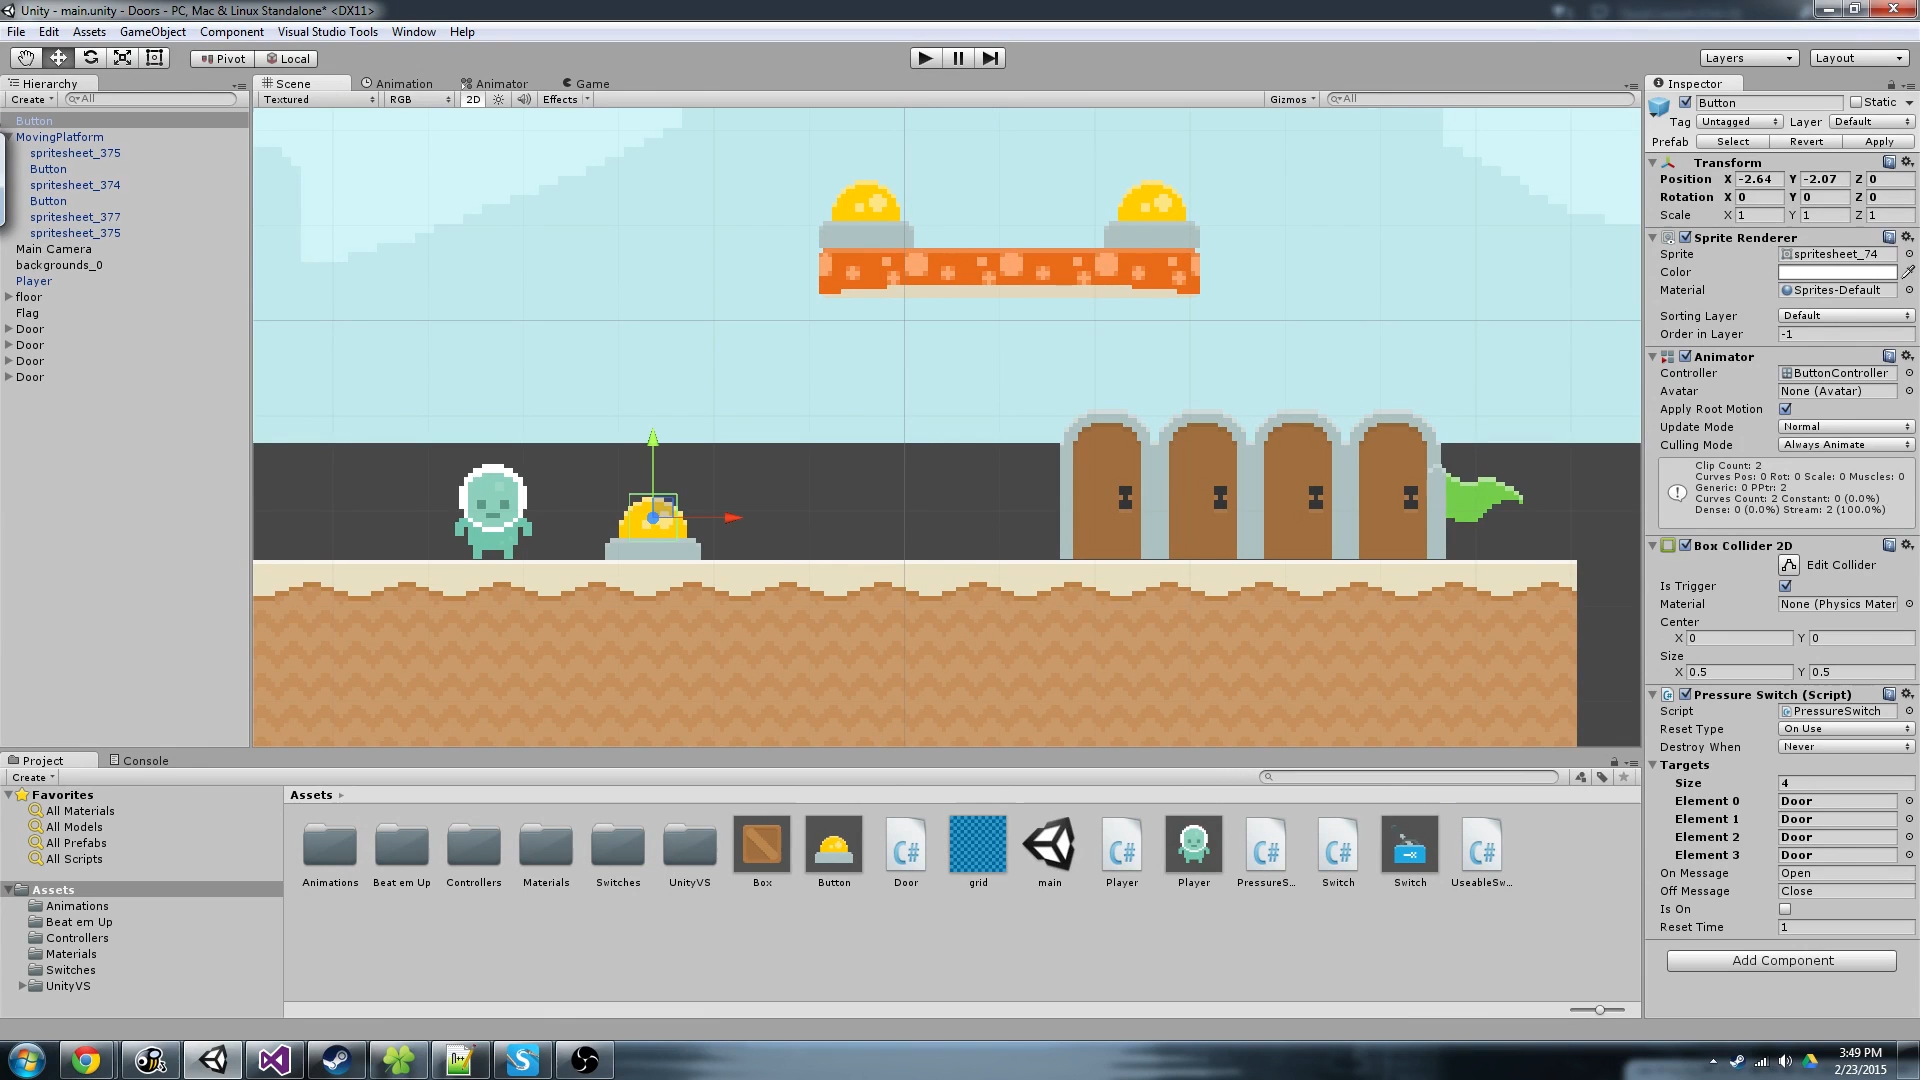 Unity - main.unity - Doors - PC, Mac & Linux Standalone* <DX11>
File Edit Assets GameObject Component Visual Studio Tools Window Help
Pivot Local Layers Layout
Hierarchy
Create All
Button
MovingPlatform
spritesheet_375
Button
spritesheet_374
Button
spritesheet_377
spritesheet_375
Main Camera
backgrounds_0
Player
floor
Flag
Door
Door
Door
Door
Scene Animation Animator Game
Textured RGB 2D Effects Gizmos All
Inspector
Button Static
Tag Untagged Layer Default
Prefab Select Revert Apply
Transform
Position X -2.64 Y -2.07 Z 0
Rotation X 0 Y 0 Z 0
Scale X 1 Y 1 Z 1
Sprite Renderer
Sprite spritesheet_74
Color
Material Sprites-Default
Sorting Layer Default
Order in Layer -1
Animator
Controller ButtonController
Avatar None (Avatar)
Apply Root Motion
Update Mode Normal
Culling Mode Always Animate
Clip Count: 2
Curves Pos: 0 Rot: 0 Scale: 0 Muscles: 0
Generic: 0 PPtr: 2
Curves Count: 2 Constant: 0 (0.0%)
Dense: 0 (0.0%) Stream: 2 (100.0%)
Box Collider 2D
Edit Collider
Is Trigger
Material None (Physics Mater
Center
X 0 Y 0
Size
X 0.5 Y 0.5
Pressure Switch (Script)
Script PressureSwitch
Reset Type On Use
Destroy When Never
Targets
Size 4
Element 0 Door
Element 1 Door
Element 2 Door
Element 3 Door
On Message Open
Off Message Close
Is On
Reset Time 1
Add Component
Project Console
Create
Favorites
All Materials
All Models
All Prefabs
All Scripts
Assets
Animations
Beat em Up
Controllers
Materials
Switches
UnityVS
Assets
Animations Beat em Up Controllers Materials Switches UnityVS Box Button Door grid main Player Player PressureS... Switch Switch UseableSw...
C# C# C# C# C#
n++ S
3:49 PM
2/23/2015